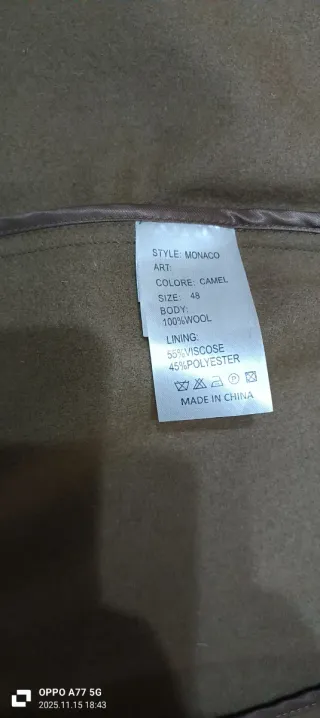 STYLE: MONACO
ART:
COLORE: CAMEL
SIZE: 48
BODY:
100%WOOL
LINING:
55%VISCOSE
45%POLYESTER
P
MADE IN CHINA
OPPO A77 5G
2025.11.15 18:43